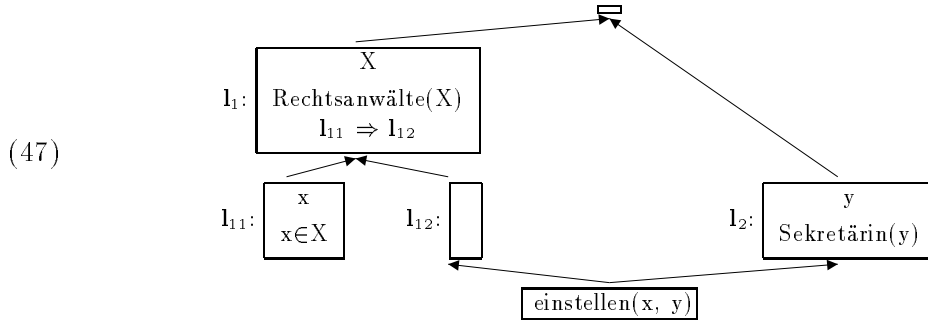 X
l₁: Rechtsanwälte(X)
l₁₁ ⇒ l₁₂
(47)
l₁₁: x
x∈X
l₁₂:
l₂: y
Sekretärin(y)
einstellen(x, y)